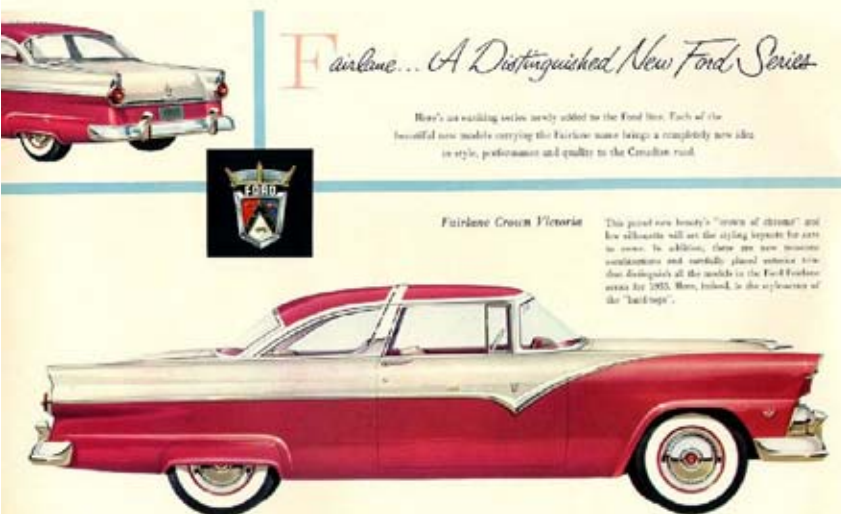 Fairlane... A Distinguished New Ford Series
Here's an exciting series newly added to the Ford line. Each of the
beautiful new models carrying the Fairlane name brings a completely new idea
in style, performance and quality to the Canadian road.
FORD
Fairlane Crown Victoria
This proud new beauty's "crown of chrome" and
low silhouette will set the styling keynote for cars
to come. In addition, there are new two-tone
combinations and carefully placed exterior trim
that distinguish all the models in the Ford Fairlane
series for 1955. Here, indeed, is the of
the "hard-tops".